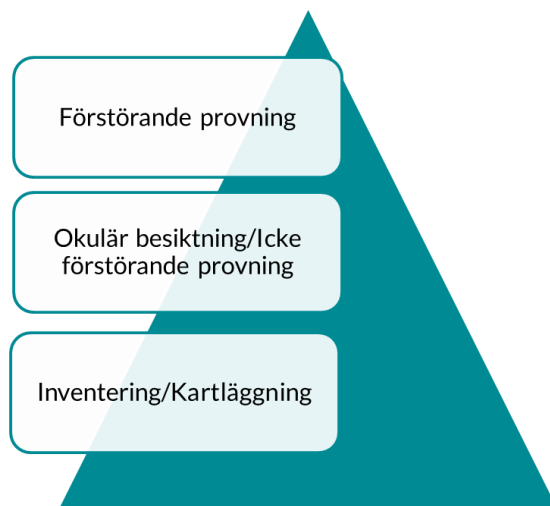 Förstörande provning
Okulär besiktning/Icke
förstörande provning
Inventering/Kartläggning